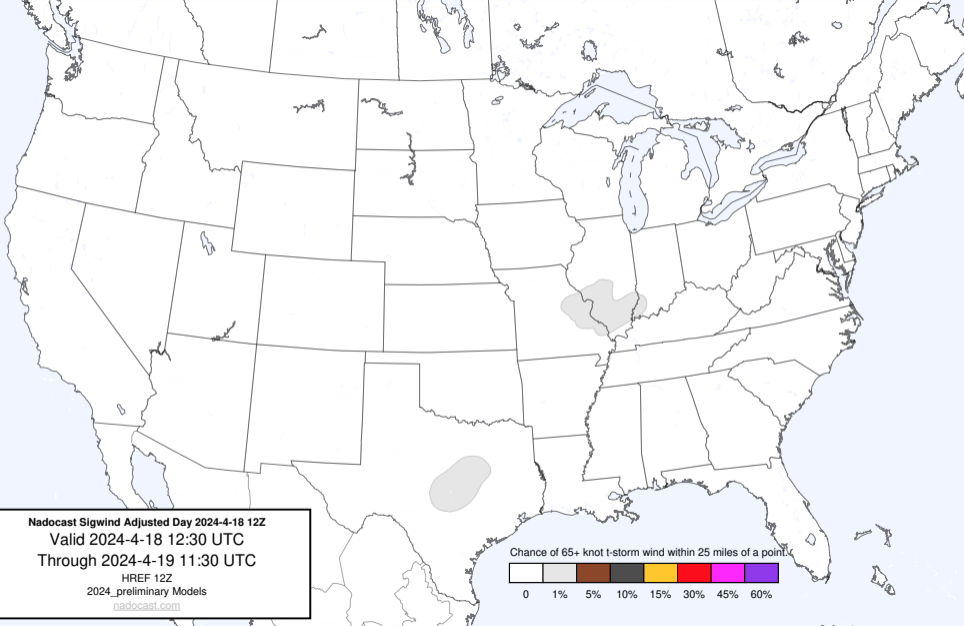 Nadocast Sigwind Adjusted Day 2024-4-18 12Z
Valid 2024-4-18 12:30 UTC
Through 2024-4-19 11:30 UTC
HREF 12Z
2024_preliminary Models
nadocast.com
Chance of 65+ knot t-storm wind within 25 miles of a point.
0 1% 5% 10% 15% 30% 45% 60%